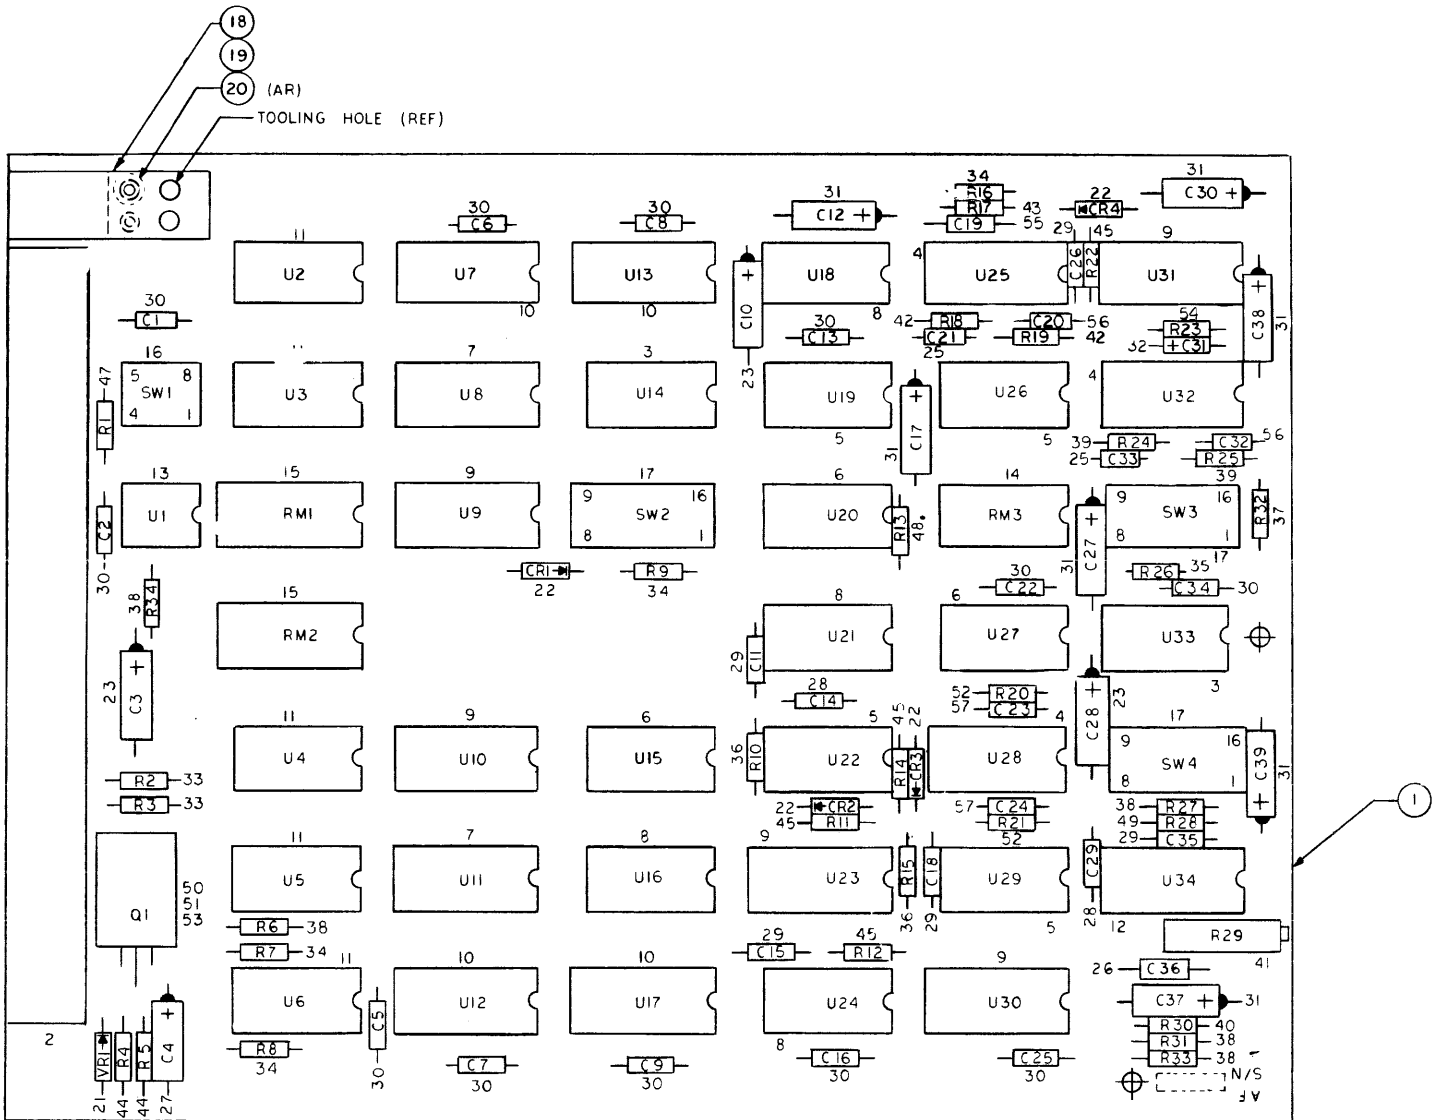 18
19
20 (AR)
TOOLING HOLE (REF)
31
34
22
31
R16
C30 +
30
30
C12 +
R17 43
CR4
C6
C8
C19 55
29 45
11
4
9
U2
U7
U13
C10 +
U18
U25
C26
R22
U31
C38 +
31
10
10
8
30
30
42 R18
C20 56
54
C1
C13
C21
R19 42
R23
25
32 + C31
16
11
7
3
23
4
47
5 8
SW1
4 1
U3
U8
U14
U19
U26
U32
R1
C17 +
31
5
5
39 R24
C32 56
25 C33
R25
39
13
15
9
17
6
14
C2
U1
RM1
U9
9 16
SW2
8 1
U20
R13
48
RM3
C27 +
31
9 16
SW3
8 1
17
R32
37
30
CR1
22
R9
34
30
C22
R26 35
C34 30
38
R34
15
8
6
RM2
U21
U27
U33
29
C11
3
23
C3 +
28
C14
52 R20
57 C23
C28 +
23
11
9
6
5
45
22
4
17
U4
U10
U15
36
R10
U22
R14
CR3
U28
9 16
SW4
8 1
C39 +
31
1
R2 33
R3 33
22 CR2
45 R11
57 C24
R21
52
38 R27
49 R28
29 C35
11
7
8
9
Q1
50
51
53
U5
U11
U16
U23
R15
36
C18
29
U29
5
C29
28
U34
12
R6 38
R7 34
29
C15
45
R12
R29
41
11
10
10
9
26 C36
U6
C5
30
U12
U17
U24
8
U30
C37 + 31
R30 40
R31 38
R33 38
2
VR1
21
R4
44
R5
44
C4 +
27
R8
34
C7
30
C9
30
C16
30
C25
30
S/N